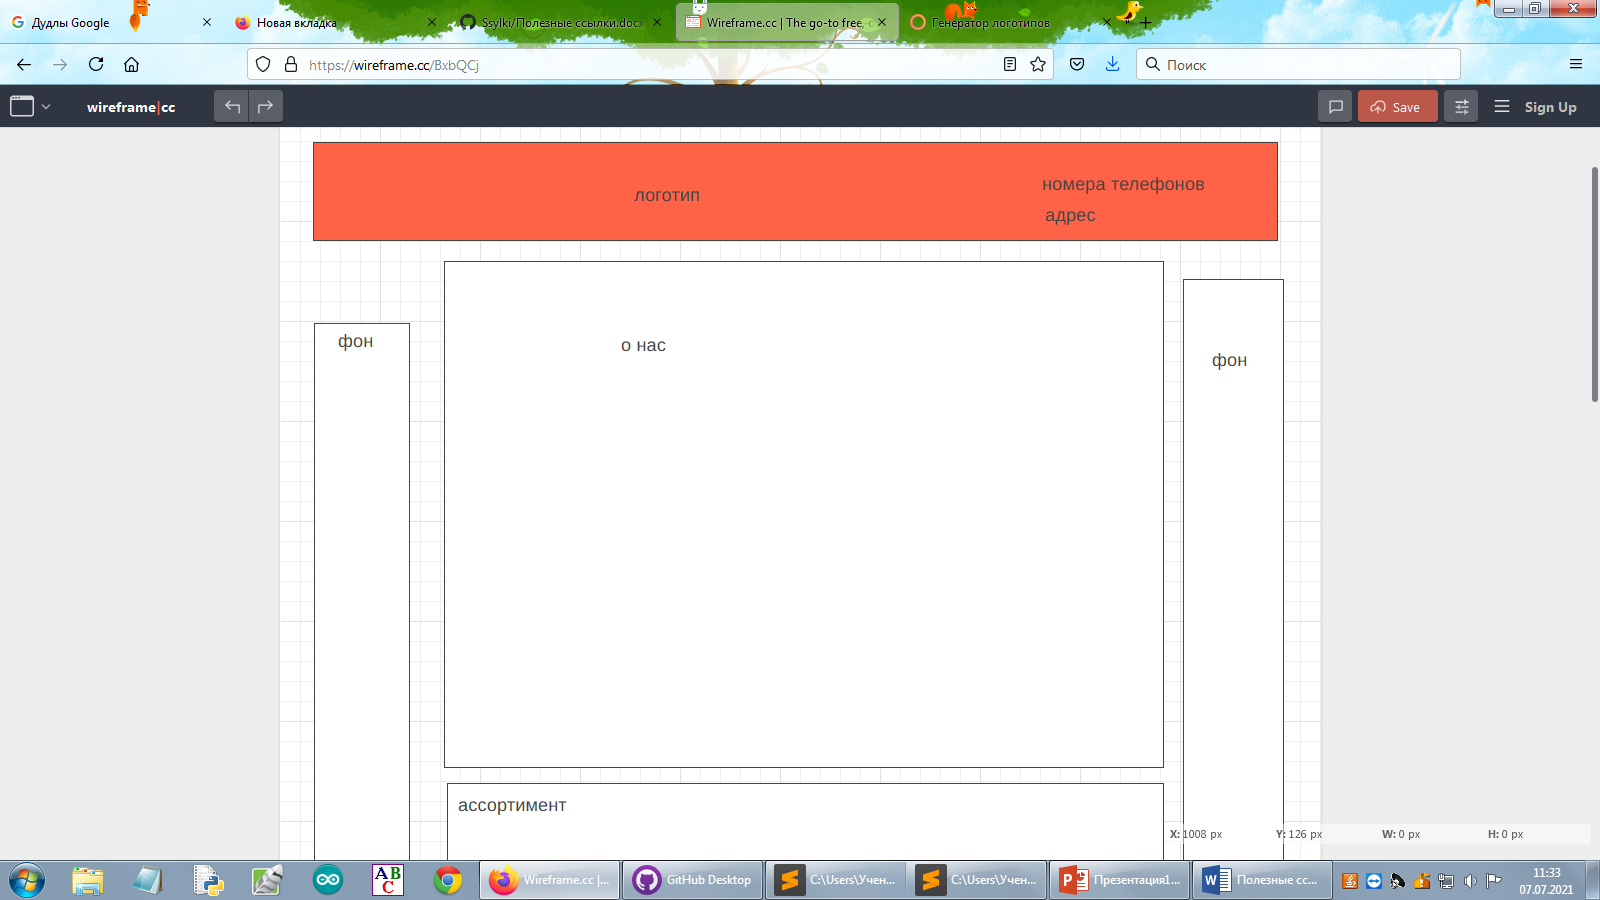 Дудлы Google
Новая вкладка
Ssylki/Полезные ссылки.docx
Wireframe.cc | The go-to free,
Генератор логотипов
https://wireframe.cc/BxbQCj
Поиск
wireframe|cc
Save
Sign Up
логотип
номера телефонов
адрес
фон
о нас
фон
ассортимент
X: 1008 px
Y: 126 px
W: 0 px
H: 0 px
ABC
Wireframe.cc |...
GitHub Desktop
C:\Users\Учен...
C:\Users\Учен...
Презентация1...
Полезные сс...
11:33
07.07.2021